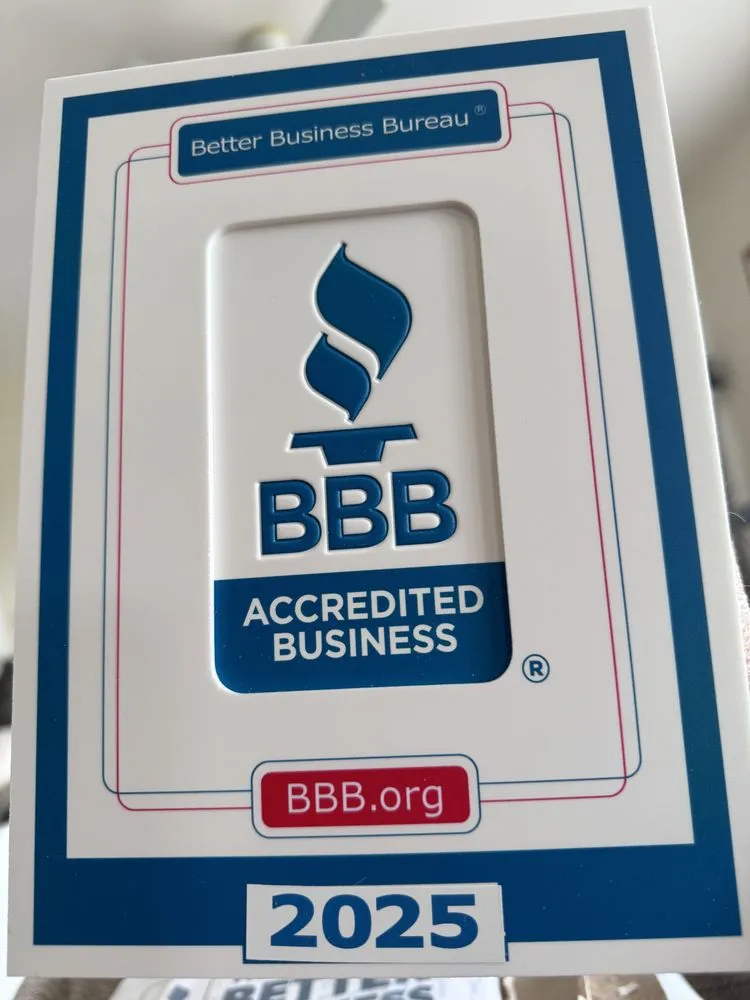 Better Business Bureau®
BBB
ACCREDITED
BUSINESS
®
BBB.org
2025